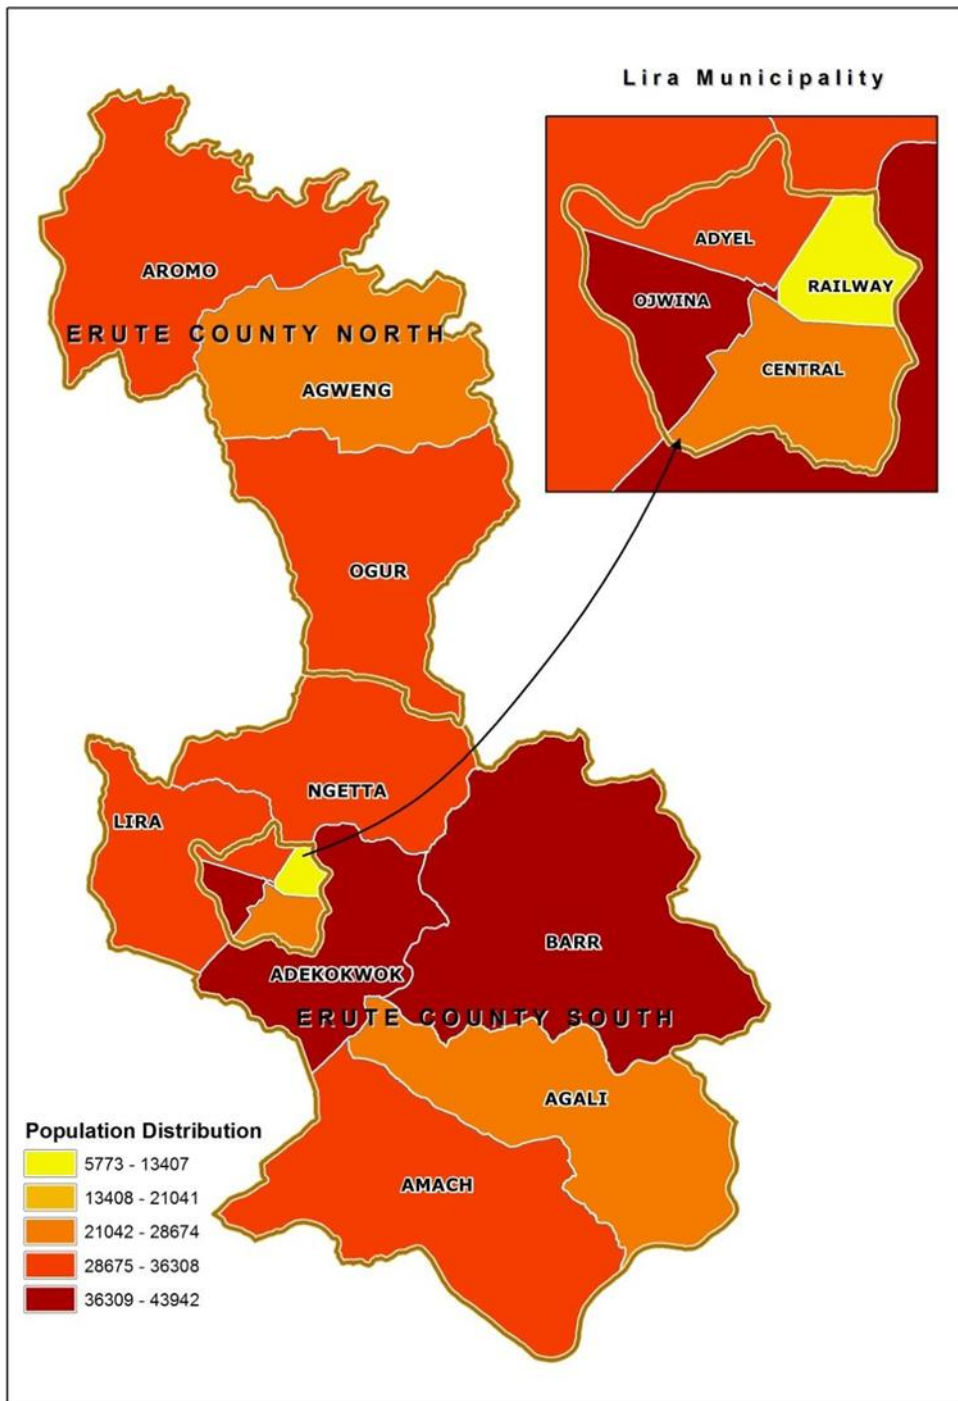 Lira Municipality
ADYEL
RAILWAY
OJWINA
CENTRAL
AROMO
ERUTE COUNTY NORTH
AGWENG
OGUR
NGETTA
LIRA
BARR
ADEKOKWOK
ERUTE COUNTY SOUTH
AGALI
AMACH
Population Distribution
5773 - 13407
13408 - 21041
21042 - 28674
28675 - 36308
36309 - 43942